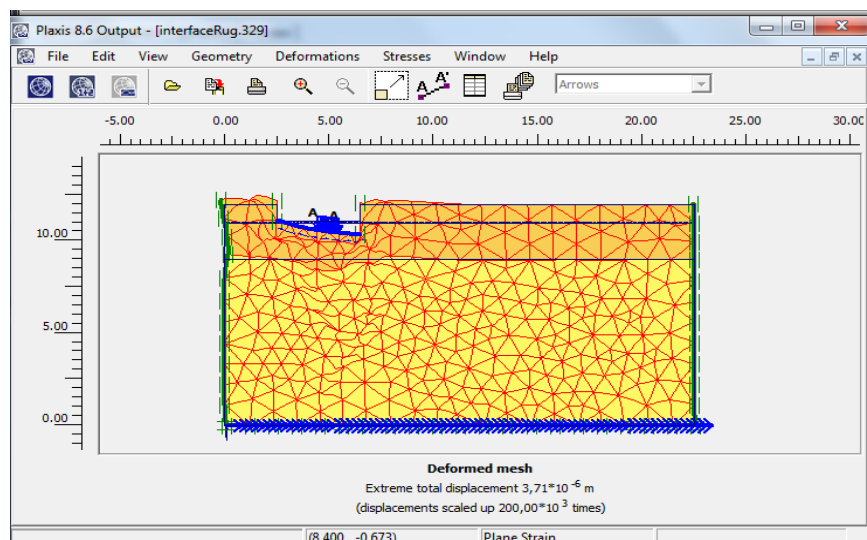 Plaxis 8.6 Output - [interfaceRug.329]
File Edit View Geometry Deformations Stresses Window Help
Arrows
-5.00 0.00 5.00 10.00 15.00 20.00 25.00 30.00
10.00
5.00
0.00
A A
Deformed mesh
Extreme total displacement 3,71*10 -6 m
(displacements scaled up 200,00*10 3 times)
(8.400 , -0.673) Plane Strain